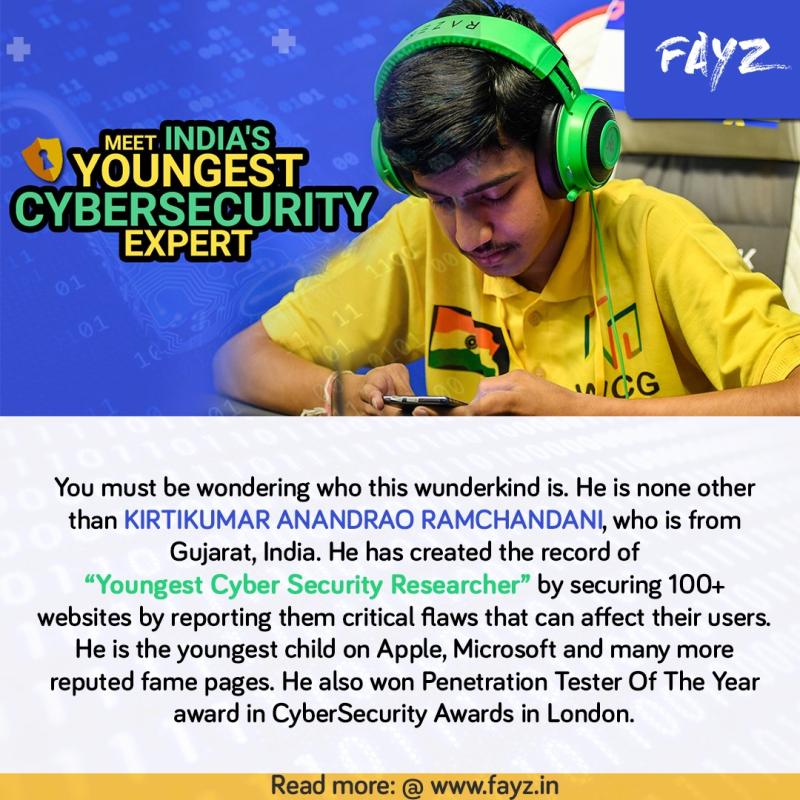 RAZER
FAYZ
MEET INDIA'S
YOUNGEST
CYBERSECURITY
EXPERT
WCG
You must be wondering who this wunderkind is. He is none other
than KIRTIKUMAR ANANDRAO RAMCHANDANI, who is from
Gujarat, India. He has created the record of
“Youngest Cyber Security Researcher” by securing 100+
websites by reporting them critical flaws that can affect their users.
He is the youngest child on Apple, Microsoft and many more
reputed fame pages. He also won Penetration Tester Of The Year
award in CyberSecurity Awards in London.
Read more: @ www.fayz.in